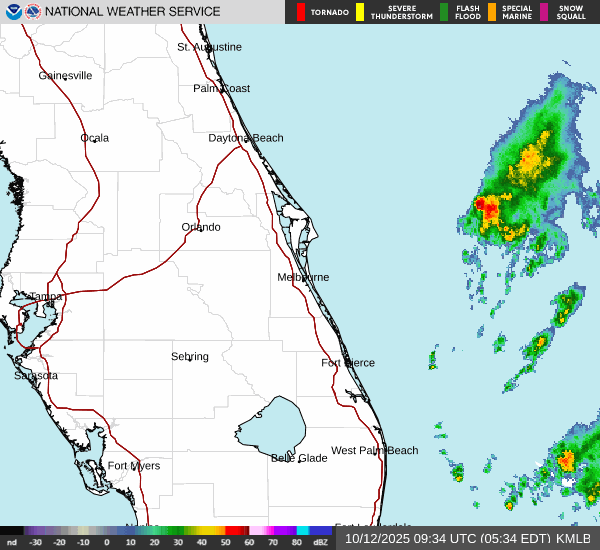 NATIONAL WEATHER SERVICE
TORNADO
SEVERE THUNDERSTORM
FLASH FLOOD
SPECIAL MARINE
SNOW SQUALL
St. Augustine
Gainesville
Palm Coast
Ocala
Daytona Beach
Orlando
Melbourne
Tampa
Sebring
Fort Pierce
Sarasota
West Palm Beach
Belle Glade
Fort Myers
nd -30 -20 -10 0 10 20 30 40 50 60 70 80 dBZ
10/12/2025 09:34 UTC (05:34 EDT) KMLB